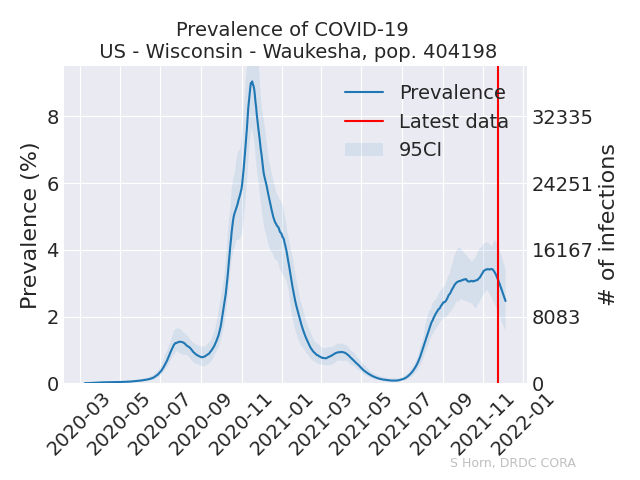 Prevalence of COVID-19
US - Wisconsin - Waukesha, pop. 404198
Prevalence
Latest data
95CI
Prevalence (%)
8
6
4
2
0
32335
24251
16167
8083
0
# of infections
2020-03
2020-05
2020-07
2020-09
2020-11
2021-01
2021-03
2021-05
2021-07
2021-09
2021-11
2022-01
S Horn, DRDC CORA